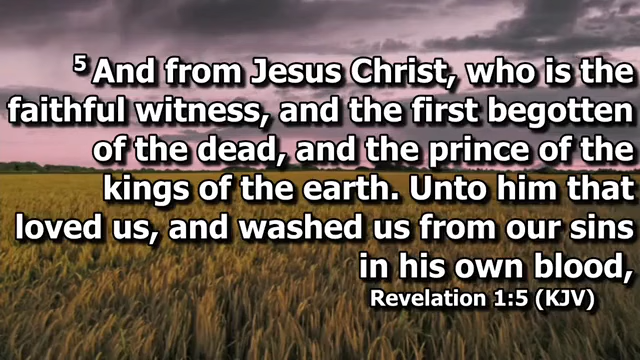 5 And from Jesus Christ, who is the
faithful witness, and the first begotten
of the dead, and the prince of the
kings of the earth. Unto him that
loved us, and washed us from our sins
in his own blood,
Revelation 1:5 (KJV)